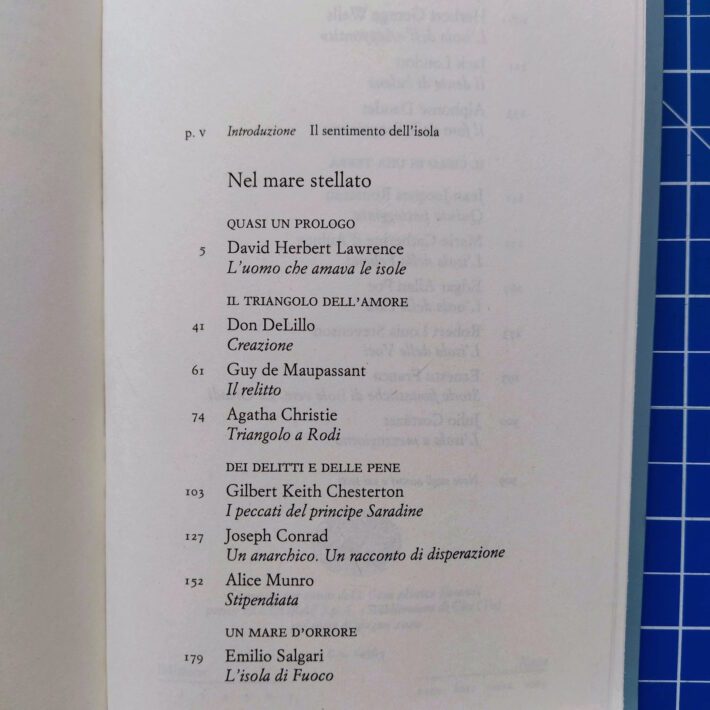 p. V Introduzione Il sentimento dell'isola
Nel mare stellato
QUASI UN PROLOGO
5 David Herbert Lawrence
L'uomo che amava le isole
IL TRIANGOLO DELL'AMORE
41 Don DeLillo
Creazione
61 Guy de Maupassant
Il relitto
74 Agatha Christie
Triangolo a Rodi
DEI DELITTI E DELLE PENE
103 Gilbert Keith Chesterton
I peccati del principe Saradine
127 Joseph Conrad
Un anarchico. Un racconto di disperazione
152 Alice Munro
Stipendiata
UN MARE D'ORRORE
179 Emilio Salgari
L'isola di Fuoco